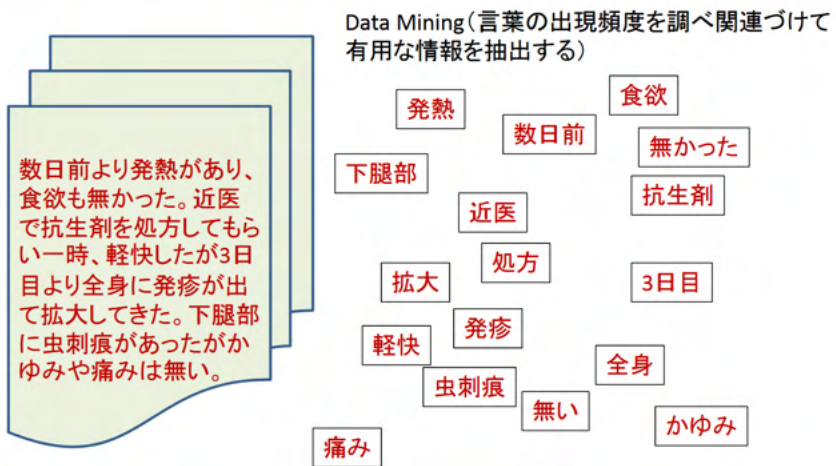 Data Mining(言葉の出現頻度を調べ関連づけて
有用な情報を抽出する)
数日前より発熱があり、
食欲も無かった。近医
で抗生剤を処方してもら
い一時、軽快したが3日
目より全身に発疹が出
て拡大してきた。下腿部
に虫刺痕があったがか
ゆみや痛みは無い。
食欲
発熱
数日前
無かった
下腿部
抗生剤
近医
処方
拡大
3日目
発疹
軽快
全身
虫刺痕
無い
かゆみ
痛み